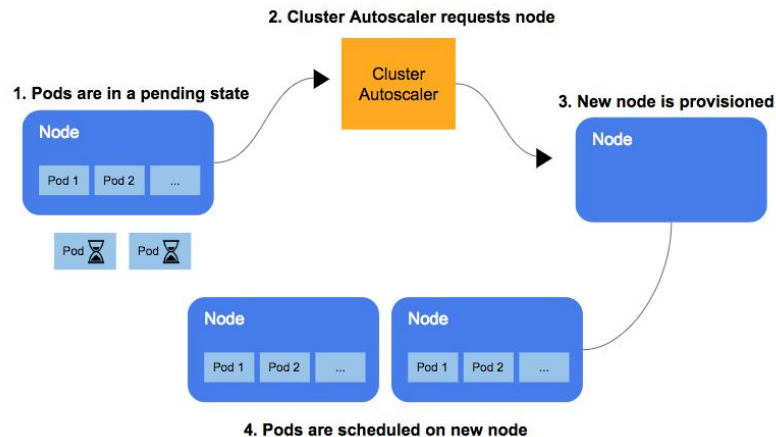 2. Cluster Autoscaler requests node
Cluster
Autoscaler
1. Pods are in a pending state
Node
Pod 1 Pod 2 ...
Pod Pod
3. New node is provisioned
Node
Node Node
Pod 1 Pod 2 ... Pod 1 Pod 2 ...
4. Pods are scheduled on new node